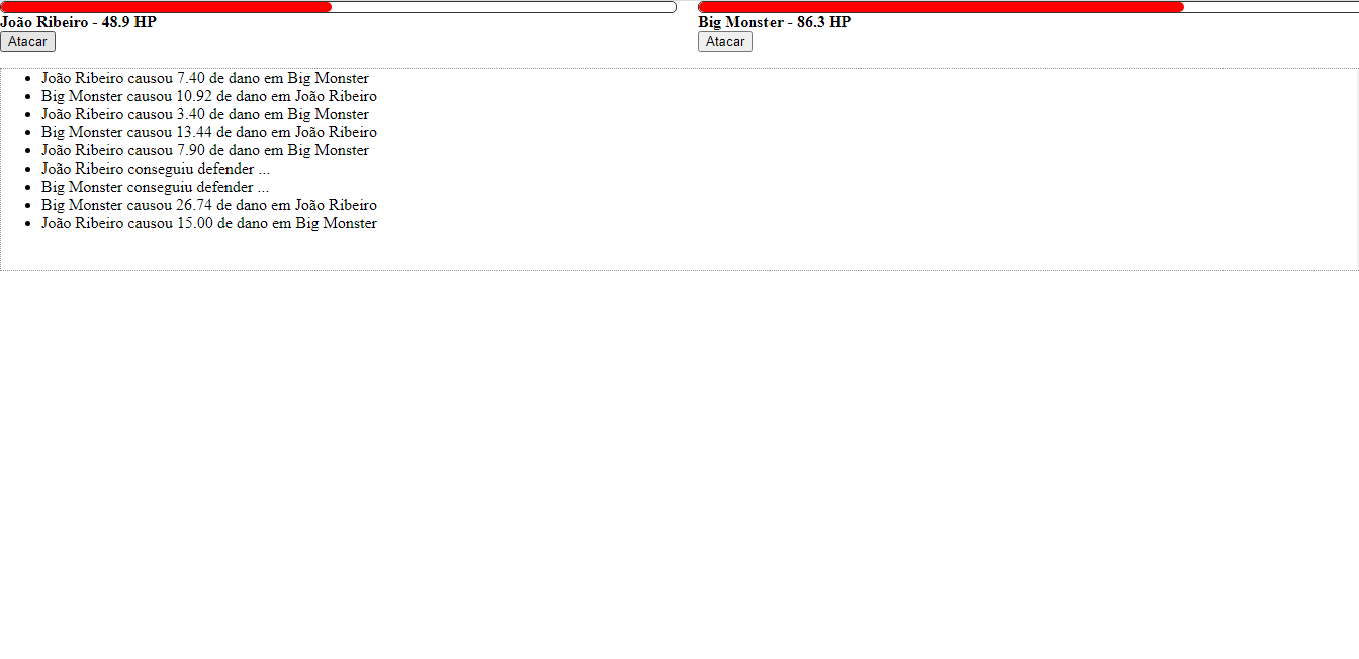 João Ribeiro - 48.9 HP
Atacar
Big Monster - 86.3 HP
Atacar
João Ribeiro causou 7.40 de dano em Big Monster
Big Monster causou 10.92 de dano em João Ribeiro
João Ribeiro causou 3.40 de dano em Big Monster
Big Monster causou 13.44 de dano em João Ribeiro
João Ribeiro causou 7.90 de dano em Big Monster
João Ribeiro conseguiu defender ...
Big Monster conseguiu defender ...
Big Monster causou 26.74 de dano em João Ribeiro
João Ribeiro causou 15.00 de dano em Big Monster